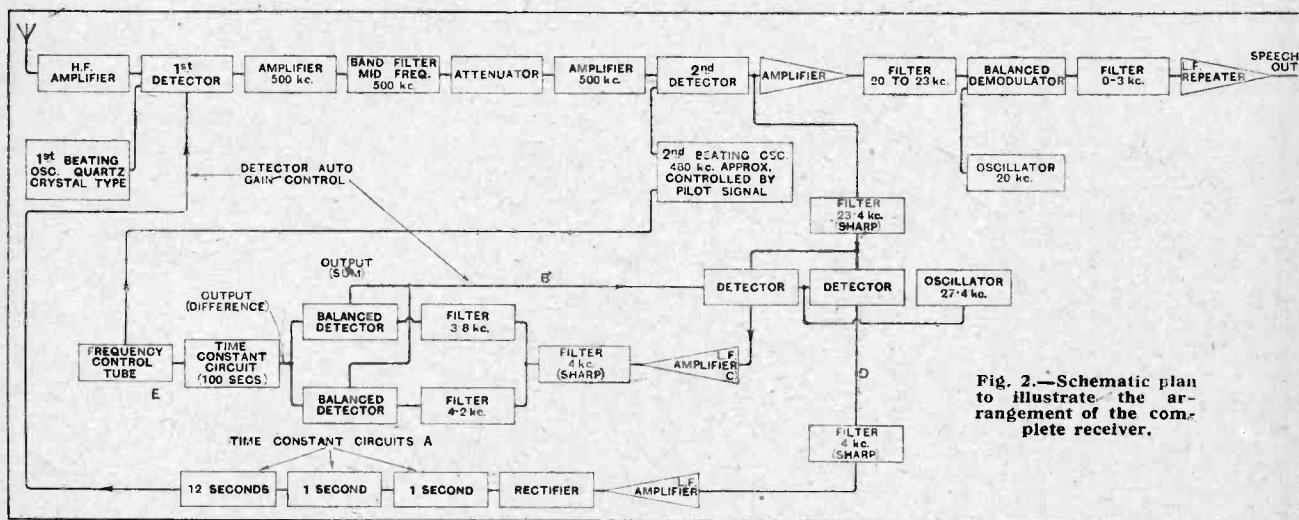 H.F.
AMPLIFIER
1st
DETECTOR
AMPLIFIER
500 kc.
BAND FILTER
MID FREQ.
500 kc.
ATTENUATOR
AMPLIFIER
500 kc.
2nd
DETECTOR
AMPLIFIER
FILTER
20 TO 23 kc.
BALANCED
DEMODULATOR
FILTER
0-3 kc.
L.F.
REPEATER
SPEECH
OUT
1st BEATING
OSC. QUARTZ
CRYSTAL TYPE
DETECTOR AUTO
GAIN CONTROL
2nd BEATING OSC.
480 kc. APPROX.
CONTROLLED BY
PILOT SIGNAL
OSCILLATOR
20 kc.
FILTER
23·4 kc.
(SHARP)
OUTPUT
(SUM)
B
DETECTOR
DETECTOR
OSCILLATOR
27·4 kc.
OUTPUT
(DIFFERENCE)
BALANCED
DETECTOR
FILTER
3·8 kc.
FREQUENCY
CONTROL
TUBE
E
TIME
CONSTANT
CIRCUIT
(100 SECS)
FILTER
4 kc.
(SHARP)
L.F.
AMPLIFIER
C
BALANCED
DETECTOR
FILTER
4·2 kc.
Fig. 2.—Schematic plan
to illustrate the ar-
rangement of the com-
plete receiver.
TIME CONSTANT CIRCUITS A
FILTER
4 kc.
(SHARP)
12 SECONDS
1 SECOND
1 SECOND
RECTIFIER
L.F.
AMPLIFIER